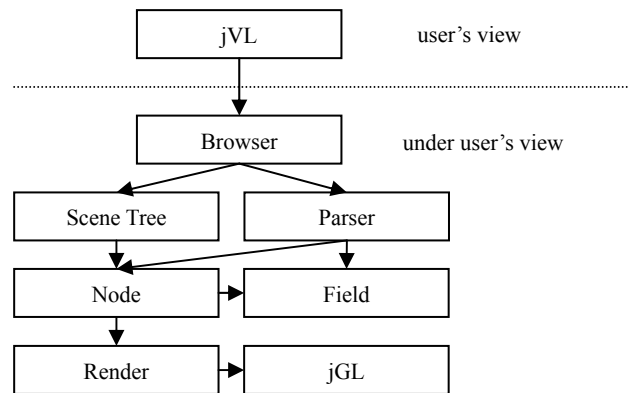 jVL
user’s view
Browser
under user’s view
Scene Tree
Parser
Node
Field
Render
jGL